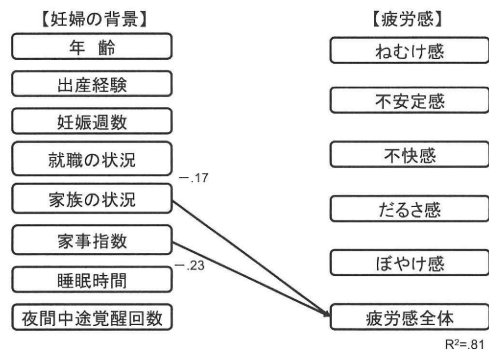 【妊婦の背景】
年 齢
出産経験
妊娠週数
就職の状況
家族の状況
家事指数
睡眠時間
夜間中途覚醒回数
－.17
－.23
【疲労感】
ねむけ感
不安定感
不快感
だるさ感
ぼやけ感
疲労感全体
R²=.81